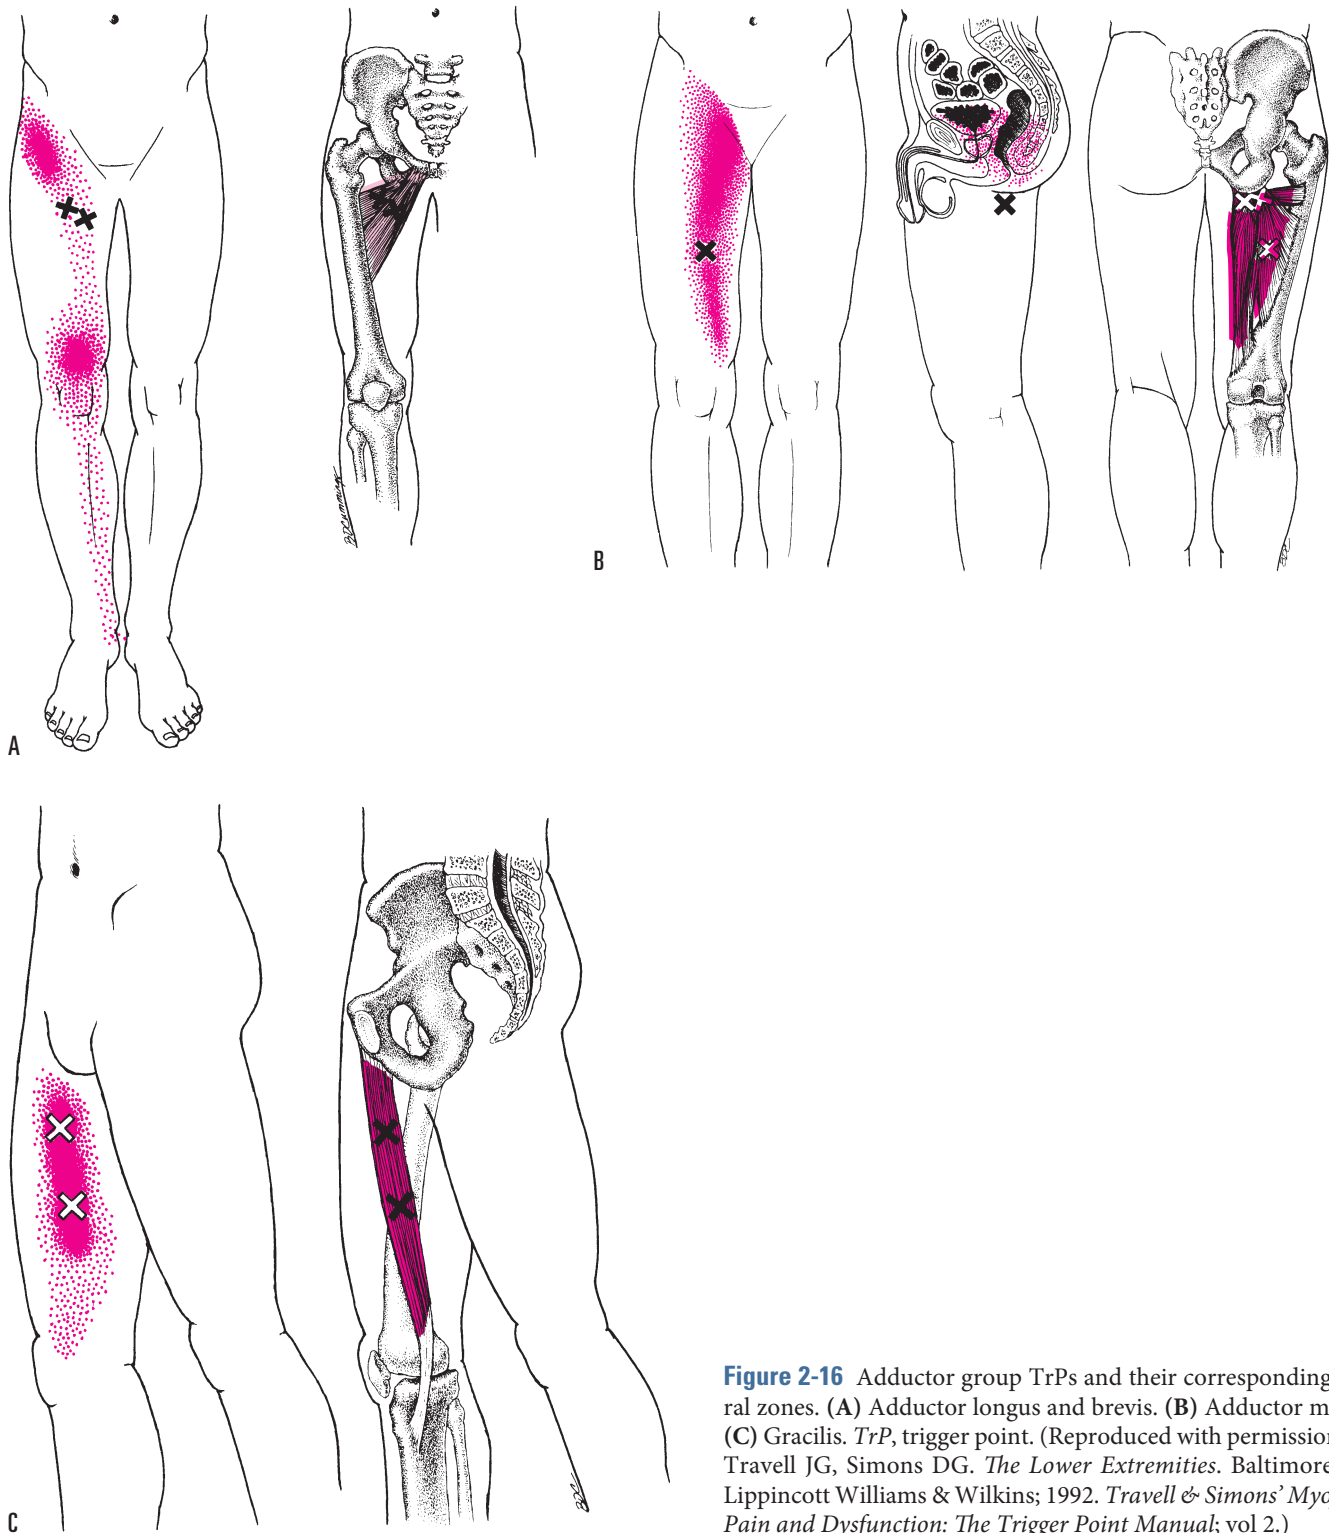 A
BDCummings
B
C
Figure 2-16 Adductor group TrPs and their corresponding
ral zones. (A) Adductor longus and brevis. (B) Adductor m
(C) Gracilis. TrP, trigger point. (Reproduced with permission
Travell JG, Simons DG. The Lower Extremities. Baltimore
Lippincott Williams & Wilkins; 1992. Travell & Simons' Myo
Pain and Dysfunction: The Trigger Point Manual; vol 2.)